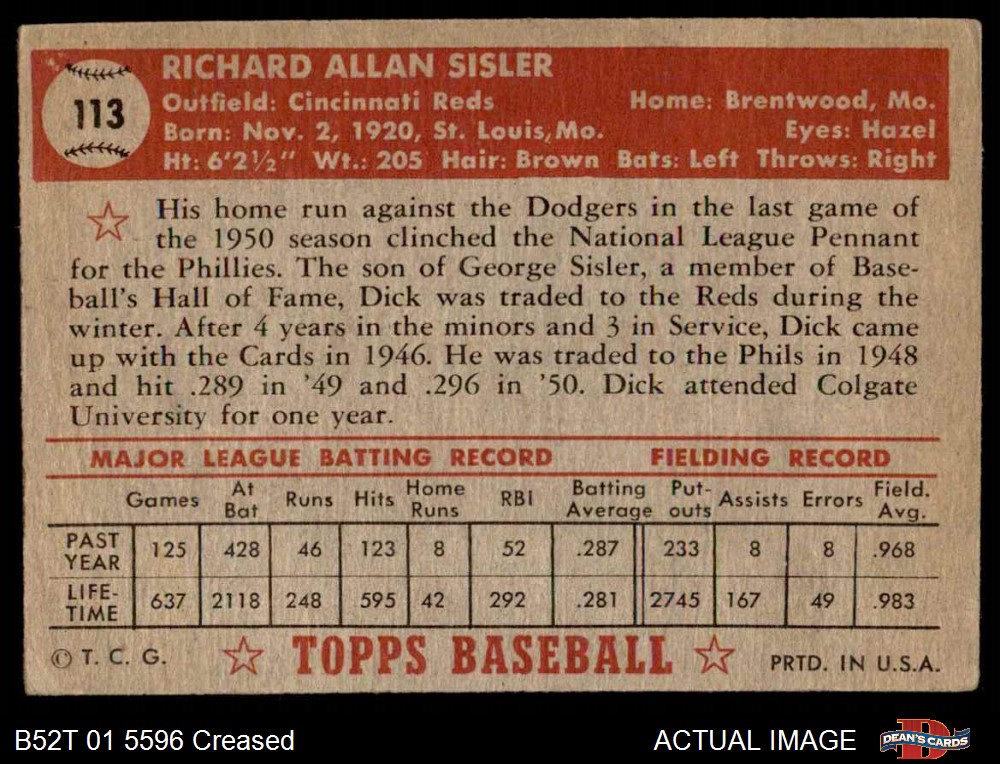 113
RICHARD ALLAN SISLER
Outfield: Cincinnati Reds Home: Brentwood, Mo.
Born: Nov. 2, 1920, St. Louis, Mo. Eyes: Hazel
Ht: 6'2½" Wt.: 205 Hair: Brown Bats: Left Throws: Right
His home run against the Dodgers in the last game of
the 1950 season clinched the National League Pennant
for the Phillies. The son of George Sisler, a member of Base-
ball's Hall of Fame, Dick was traded to the Reds during the
winter. After 4 years in the minors and 3 in Service, Dick came
up with the Cards in 1946. He was traded to the Phils in 1948
and hit .289 in '49 and .296 in '50. Dick attended Colgate
University for one year.
MAJOR LEAGUE BATTING RECORD FIELDING RECORD
Games At Bat Runs Hits Home Runs RBI Batting Average Put-outs Assists Errors Field. Avg.
PAST YEAR 125 428 46 123 8 52 .287 233 8 8 .968
LIFE-TIME 637 2118 248 595 42 292 .281 2745 167 49 .983
© T. C. G. TOPPS BASEBALL PRTD. IN U.S.A.
B52T 01 5596 Creased ACTUAL IMAGE D DEAN'S CARDS